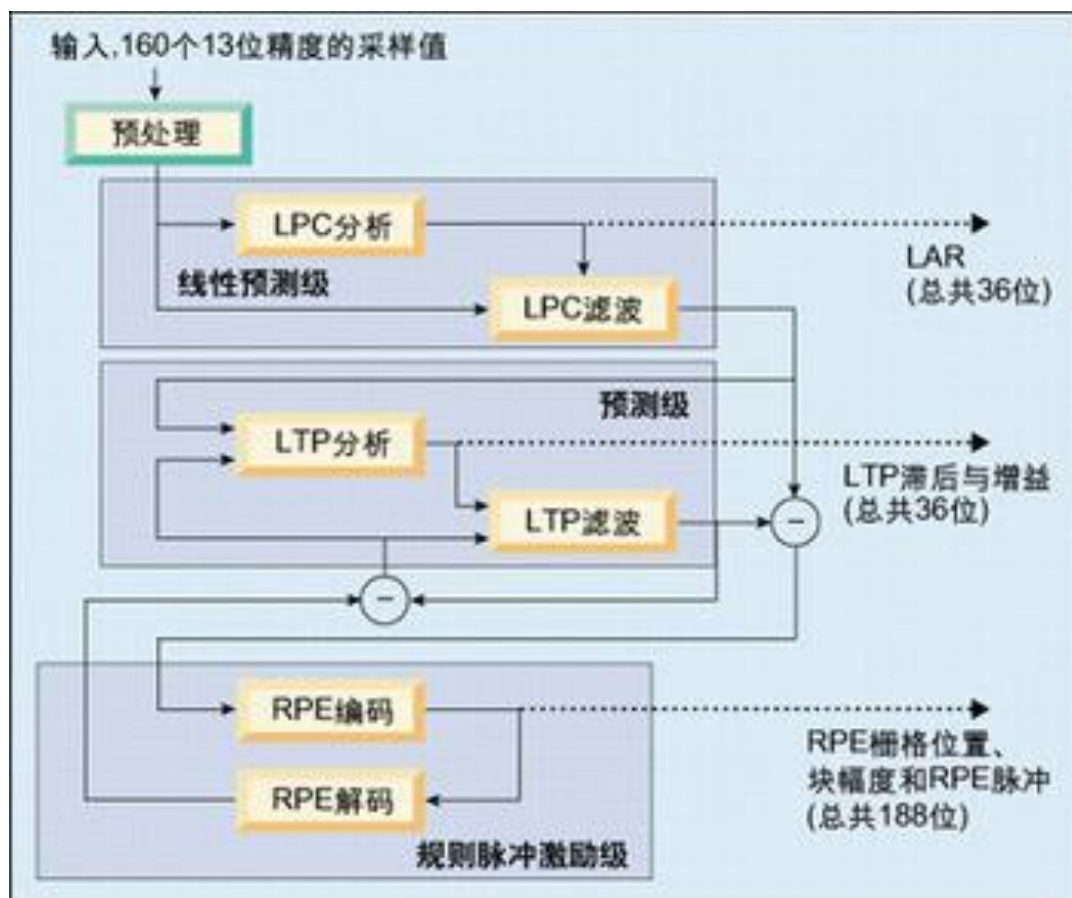 输入,160个13位精度的采样值
预处理
LPC分析
线性预测级
LPC滤波
LAR
(总共36位)
预测级
LTP分析
LTP滞后与增益
(总共36位)
LTP滤波
−
−
RPE编码
RPE栅格位置、
块幅度和RPE脉冲
(总共188位)
RPE解码
规则脉冲激励级